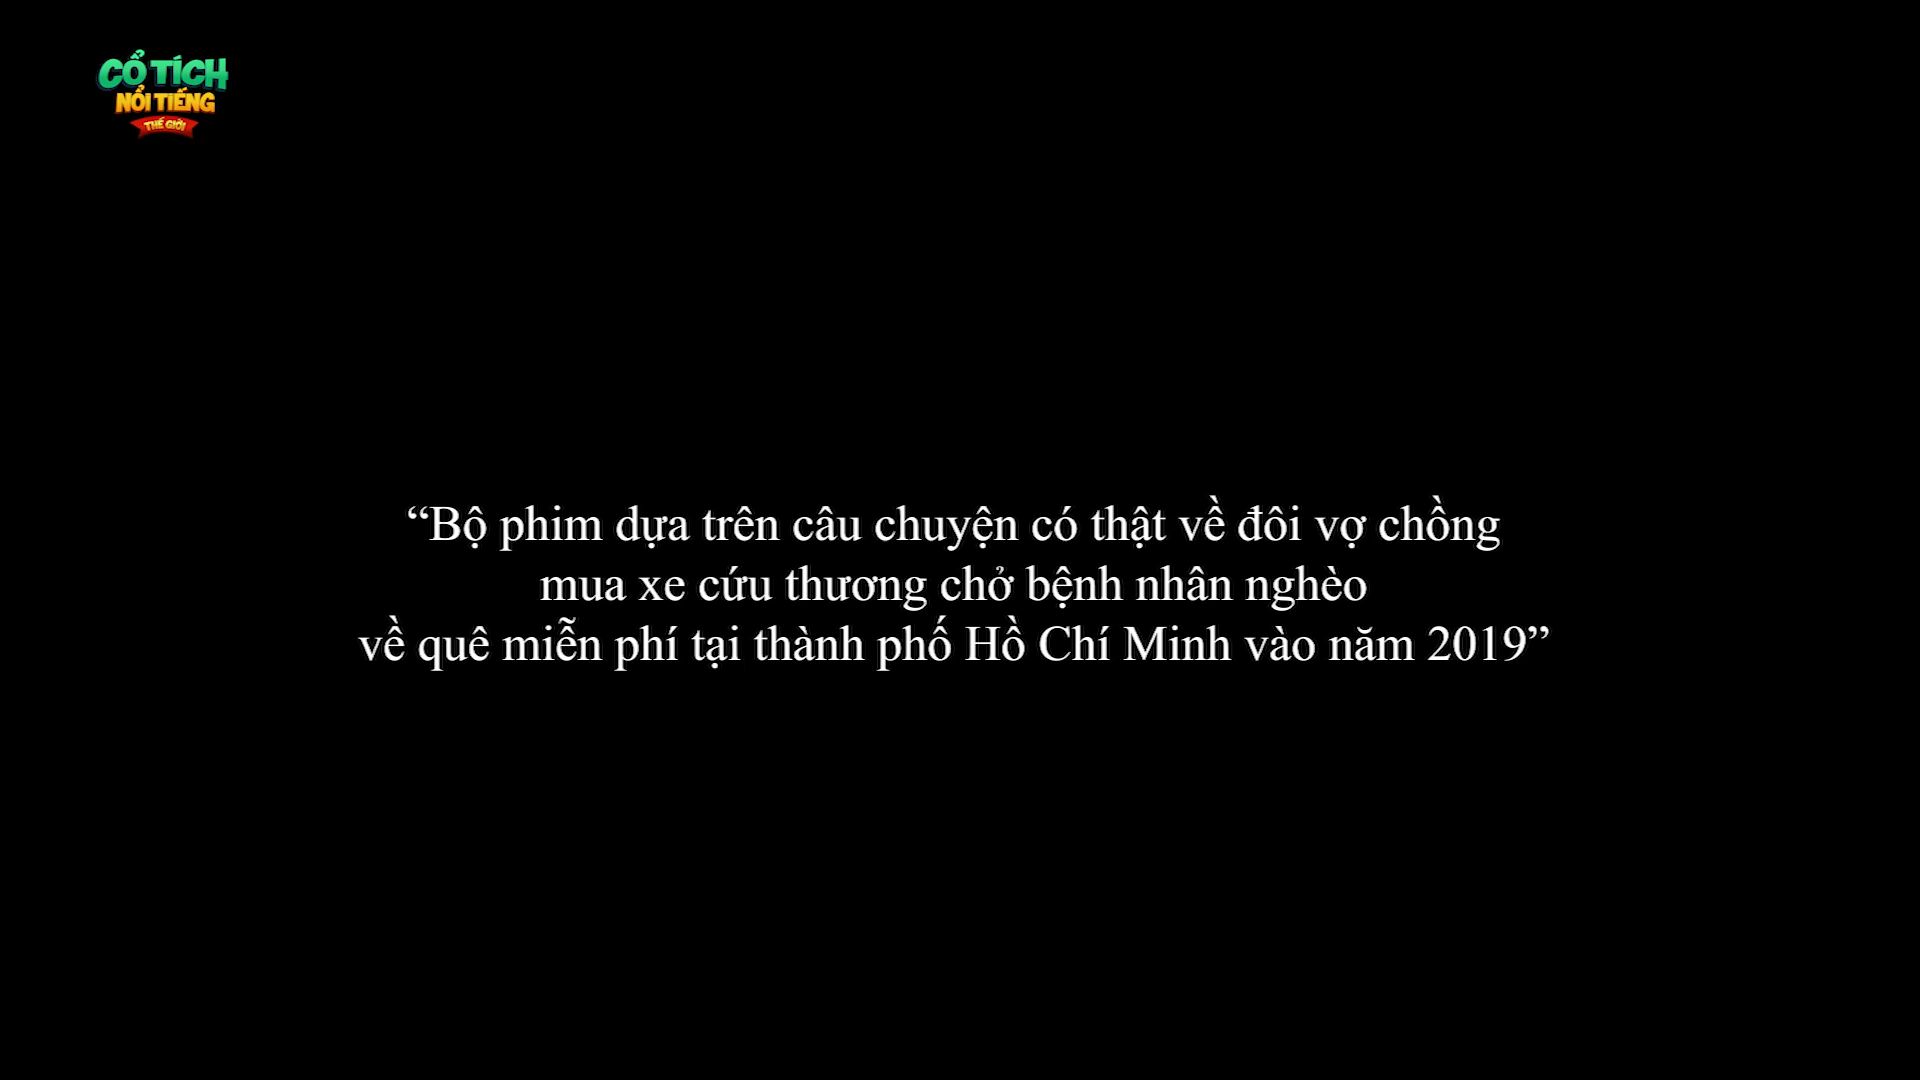 CỔ TÍCH
NỔI TIẾNG
THẾ GIỚI
“Bộ phim dựa trên câu chuyện có thật về đôi vợ chồng
mua xe cứu thương chở bệnh nhân nghèo
về quê miễn phí tại thành phố Hồ Chí Minh vào năm 2019”